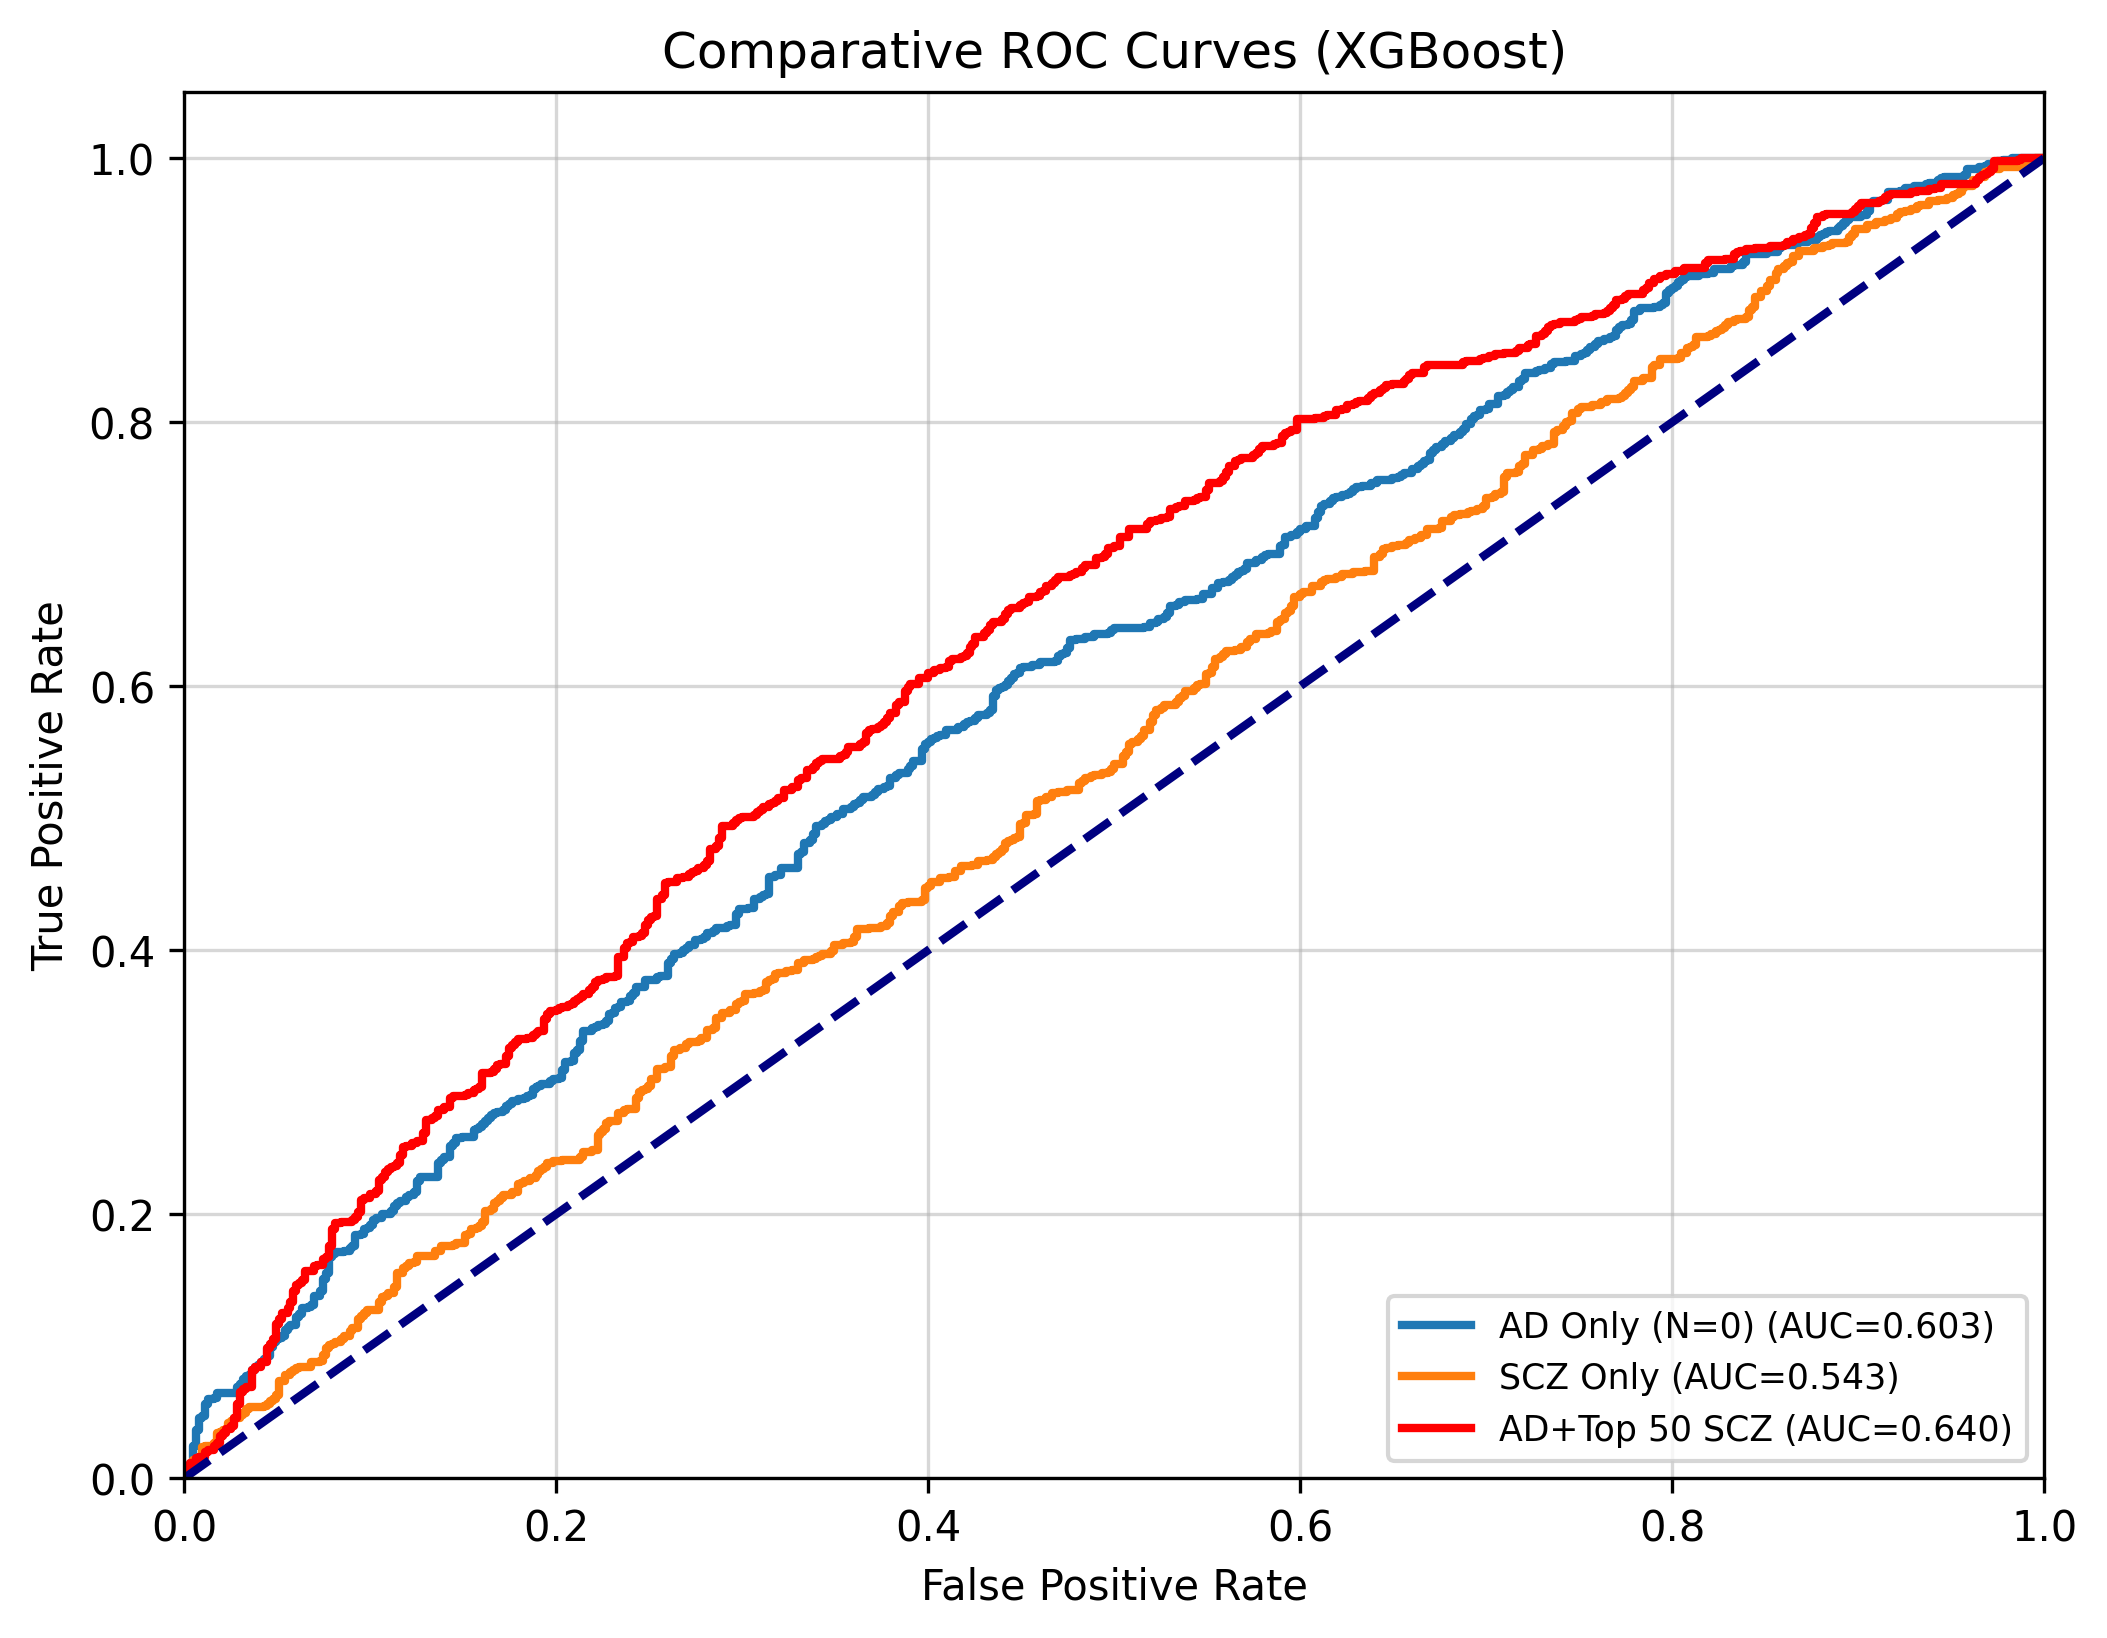 Comparative ROC Curves (XGBoost)
1.0
0.8
0.6
0.4
0.2
0.0
True Positive Rate
0.0 0.2 0.4 0.6 0.8 1.0
False Positive Rate
AD Only (N=0) (AUC=0.603)
SCZ Only (AUC=0.543)
AD+Top 50 SCZ (AUC=0.640)